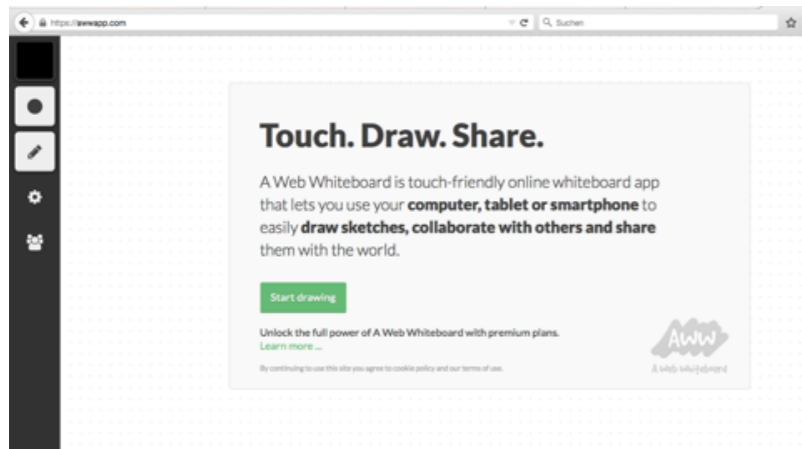 https://awwapp.com
Suchen
Touch. Draw. Share.
A Web Whiteboard is touch-friendly online whiteboard app
that lets you use your computer, tablet or smartphone to
easily draw sketches, collaborate with others and share
them with the world.
Start drawing
Unlock the full power of A Web Whiteboard with premium plans.
Learn more ...
By continuing to use this site you agree to cookie policy and our terms of use.
AWW
A Web Whiteboard